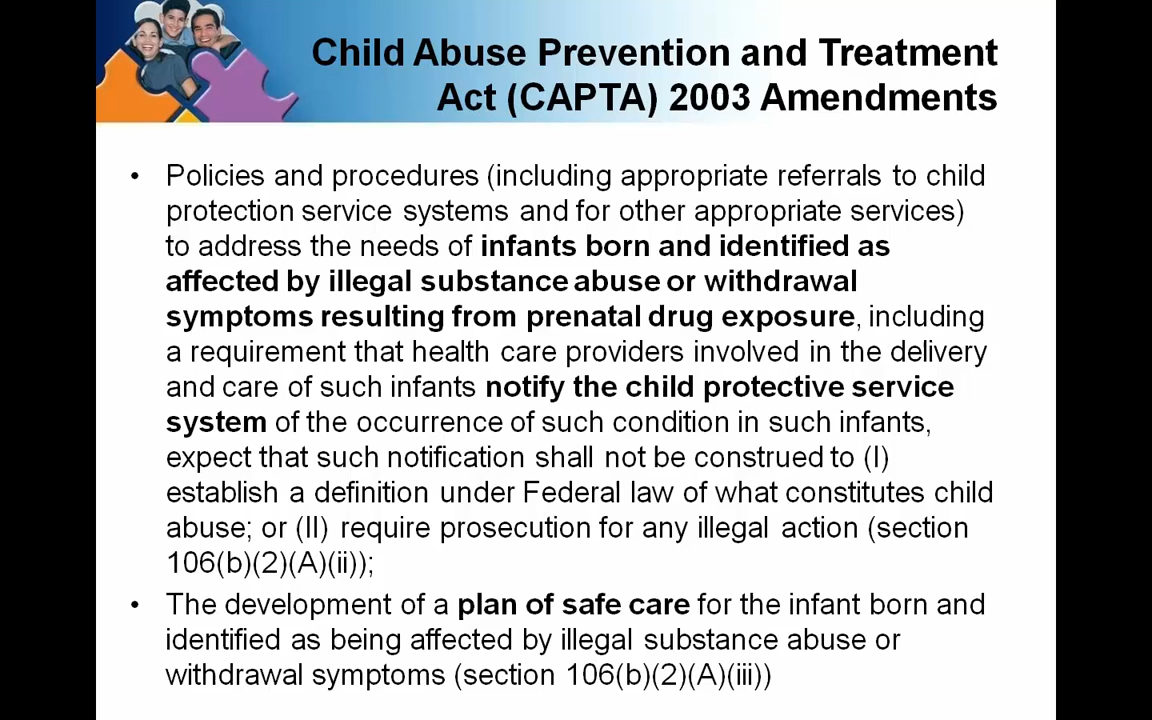 Child Abuse Prevention and Treatment
Act (CAPTA) 2003 Amendments
• Policies and procedures (including appropriate referrals to child
protection service systems and for other appropriate services)
to address the needs of infants born and identified as
affected by illegal substance abuse or withdrawal
symptoms resulting from prenatal drug exposure, including
a requirement that health care providers involved in the delivery
and care of such infants notify the child protective service
system of the occurrence of such condition in such infants,
expect that such notification shall not be construed to (I)
establish a definition under Federal law of what constitutes child
abuse; or (II) require prosecution for any illegal action (section
106(b)(2)(A)(ii));
• The development of a plan of safe care for the infant born and
identified as being affected by illegal substance abuse or
withdrawal symptoms (section 106(b)(2)(A)(iii))